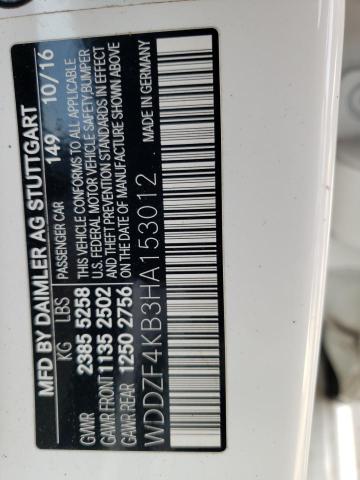 MFD BY DAIMLER AG STUTTGART
149 10/16
KG LBS PASSENGER CAR
GVWR 2385 5258
GAWR FRONT 1135 2502
GAWR REAR 1250 2756
THIS VEHICLE CONFORMS TO ALL APPLICABLE
U.S. FEDERAL MOTOR VEHICLE SAFETY,BUMPER
AND THEFT PREVENTION STANDARDS IN EFFECT
ON THE DATE OF MANUFACTURE SHOWN ABOVE
WDDZF4KB3HA153012 MADE IN GERMANY